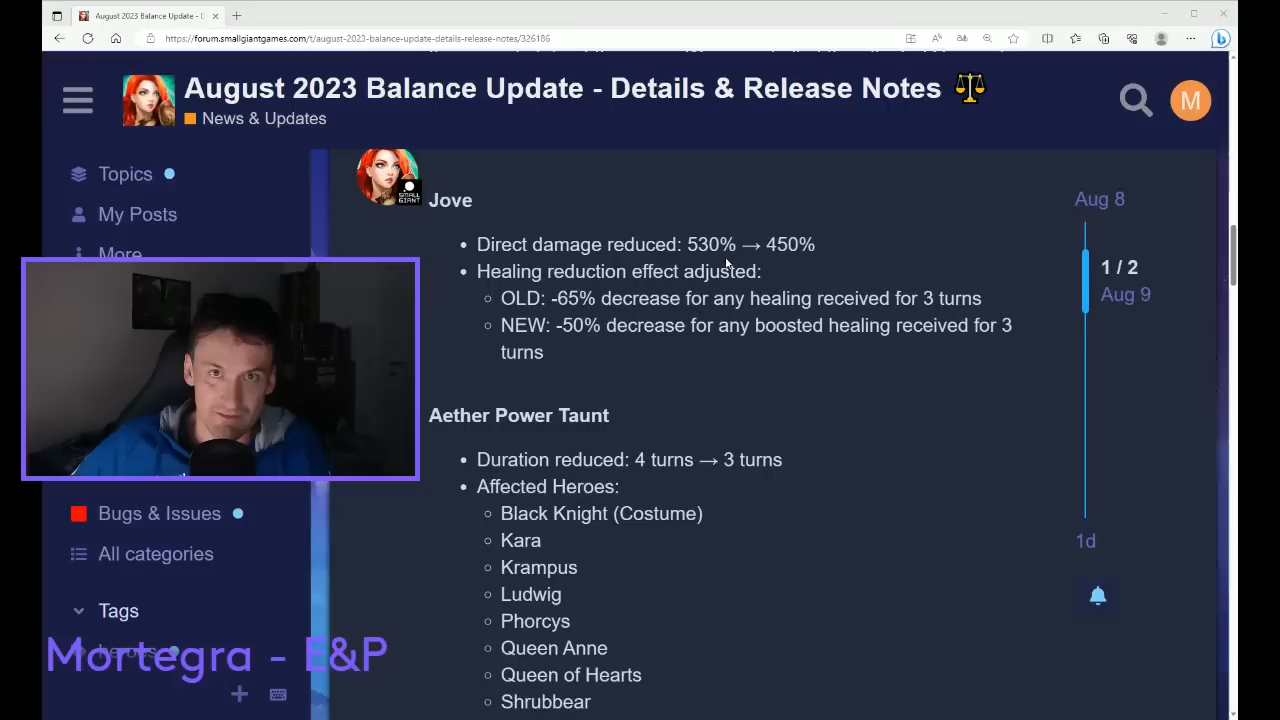 August 2023 Balance Update - D
https://forum.smallgiantgames.com/t/august-2023-balance-update-details-release-notes/326186
August 2023 Balance Update - Details & Release Notes
News & Updates
M
Topics
My Posts
More
Bugs & Issues
All categories
Tags
Mortegra - E&P
SMALL
GIANT
Jove
Direct damage reduced: 530% → 450%
Healing reduction effect adjusted:
OLD: -65% decrease for any healing received for 3 turns
NEW: -50% decrease for any boosted healing received for 3
turns
Aether Power Taunt
Duration reduced: 4 turns → 3 turns
Affected Heroes:
Black Knight (Costume)
Kara
Krampus
Ludwig
Phorcys
Queen Anne
Queen of Hearts
Shrubbear
Aug 8
1 / 2
Aug 9
1d